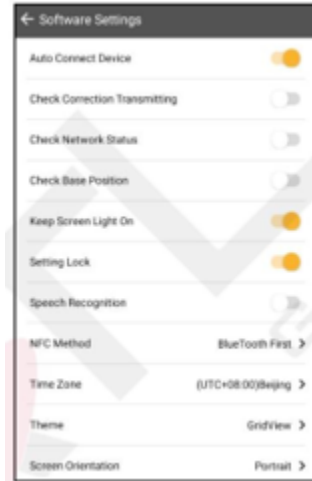 ← Software Settings
Auto Connect Device
Check Correction Transmitting
Check Network Status
Check Base Position
Keep Screen Light On
Setting Lock
Speech Recognition
NFC Method BlueTooth First >
Time Zone (UTC+08:00)Beijing >
Theme GridView >
Screen Orientation Portrait >